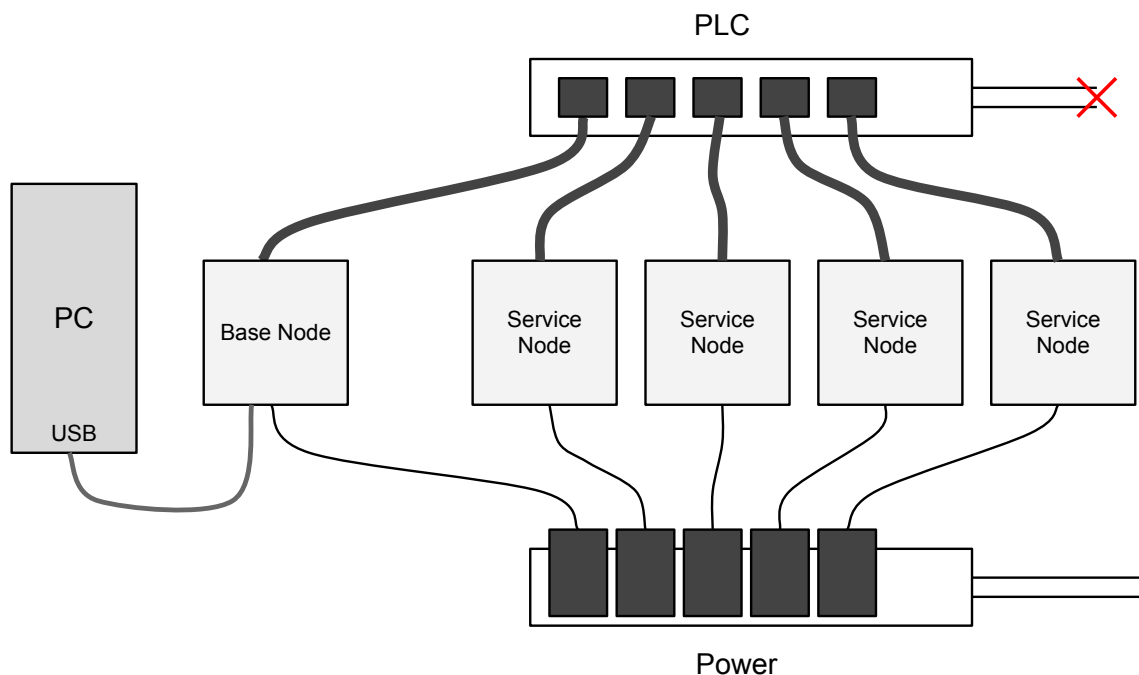 PLC
PC
USB
Base Node
Service
Node
Service
Node
Service
Node
Service
Node
Power